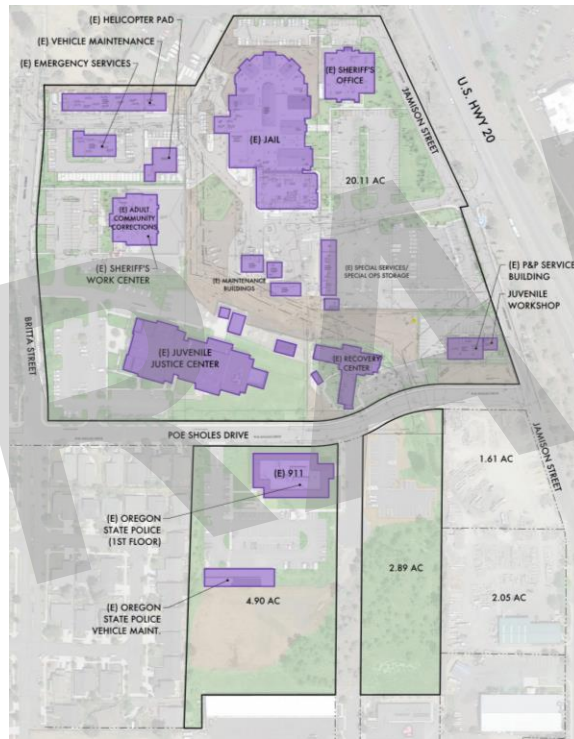 (E) HELICOPTER PAD
(E) VEHICLE MAINTENANCE
(E) EMERGENCY SERVICES
(E) SHERIFF'S
OFFICE
U.S. HWY 20
JAMISON STREET
(E) JAIL
20.11 AC
(E) ADULT
COMMUNITY
CORRECTIONS
(E) SHERIFF'S
WORK CENTER
(E) MAINTENANCE
BUILDINGS
(E) SPECIAL SERVICES/
SPECIAL OPS STORAGE
(E) P&P SERVICE
BUILDING
JUVENILE
WORKSHOP
BRITTA STREET
(E) JUVENILE
JUSTICE CENTER
(E) RECOVERY
CENTER
POE SHOLES DRIVE
JAMISON STREET
1.61 AC
(E) 911
(E) OREGON
STATE POLICE
(1ST FLOOR)
2.89 AC
2.05 AC
4.90 AC
(E) OREGON
STATE POLICE
VEHICLE MAINT.